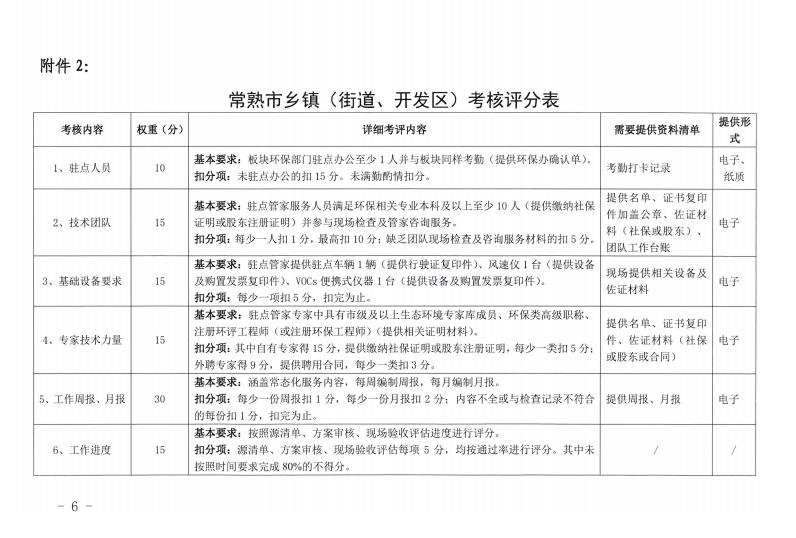 附件 2：
常熟市乡镇（街道、开发区）考核评分表
考核内容
权重（分）
详细考评内容
需要提供资料清单
提供形
式
1、驻点人员
10
基本要求：板块环保部门驻点办公至少 1 人并与板块同样考勤（提供环保办确认单）。
扣分项：未驻点办公的扣 15 分。未满勤酌情扣分。
考勤打卡记录
电子、
纸质
2、技术团队
15
基本要求：驻点管家服务人员满足环保相关专业本科及以上至少 10 人（提供缴纳社保
证明或股东注册证明）并参与现场检查及管家咨询服务。
扣分项：每少一人扣 1 分，最高扣 10 分；缺乏团队现场检查及咨询服务材料的扣 5 分。
提供名单、证书复印
件加盖公章、佐证材
料（社保或股东）、
团队工作台账
电子
3、基础设备要求
15
基本要求：驻点管家提供驻点车辆 1 辆（提供行驶证复印件）、风速仪 1 台（提供设备
及购置发票复印件）、VOCs 便携式仪器 1 台（提供设备及购置发票复印件）。
扣分项：每少一项扣 5 分，扣完为止。
现场提供相关设备及
佐证材料
电子
4、专家技术力量
15
基本要求：驻点管家专家中具有市级及以上生态环境专家库成员、环保类高级职称、
注册环评工程师（或注册环保工程师）（提供相关证明材料）。
扣分项：其中自有专家得 15 分，提供缴纳社保证明或股东注册证明，每少一类扣 5 分；
外聘专家得 9 分，提供聘用合同，每少一类扣 3 分。
提供名单、证书复印
件、佐证材料（社保
或股东或合同）
电子
5、工作周报、月报
30
基本要求：涵盖常态化服务内容，每周编制周报，每月编制月报。
扣分项：每少一份周报扣 1 分，每少一份月报扣 2 分；内容不全或与检查记录不符合
的每份扣 1 分，扣完为止。
提供周报、月报
电子
6、工作进度
15
基本要求：按照源清单、方案审核、现场验收评估进度进行评分。
扣分项：源清单、方案审核、现场验收评估每项 5 分，均按通过率进行评分。其中未
按照时间要求完成 80%的不得分。
/
/
- 6 -